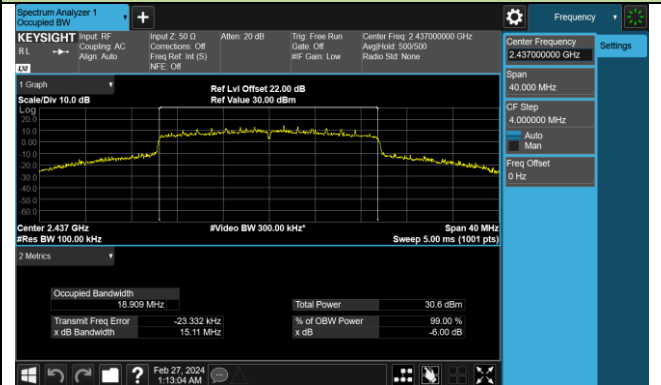 Spectrum Analyzer 1
Occupied BW
Frequency
KEYSIGHT
RL
LXI
Input: RF
Coupling: AC
Align: Auto
Input Z: 50 Ω
Corrections: Off
Freq Ref: Int (S)
NFE: Off
Atten: 20 dB
Trig: Free Run
Gate: Off
#IF Gain: Low
Center Freq: 2.437000000 GHz
Avg|Hold: 500/500
Radio Std: None
Center Frequency
2.437000000 GHz
Settings
Span
40.000 MHz
CF Step
4.000000 MHz
Auto
Man
Freq Offset
0 Hz
1 Graph
Scale/Div 10.0 dB
Ref Lvl Offset 22.00 dB
Ref Value 30.00 dBm
Log
20.0
10.0
0.00
-10.0
-20.0
-30.0
-40.0
-50.0
-60.0
Center 2.437 GHz
#Res BW 100.00 kHz
#Video BW 300.00 kHz*
Span 40 MHz
Sweep 5.00 ms (1001 pts)
2 Metrics
Occupied Bandwidth
18.909 MHz
Total Power 30.6 dBm
Transmit Freq Error -23.332 kHz
% of OBW Power 99.00 %
x dB Bandwidth 15.11 MHz
x dB -6.00 dB
Feb 27, 2024
1:13:04 AM